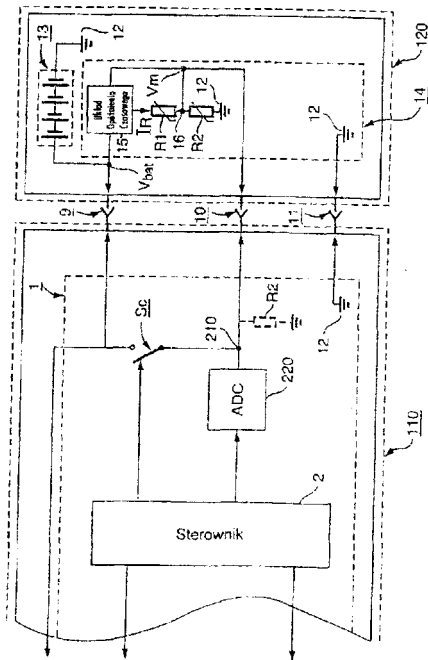 13
12
120
Układ
Opóźnienia
Czasowego
15
Vm
IR
R1
16
R2
12
Vbat
12
14
9
10
11
1
Sc
210
R2
12
ADC
220
110
2
Sterownik